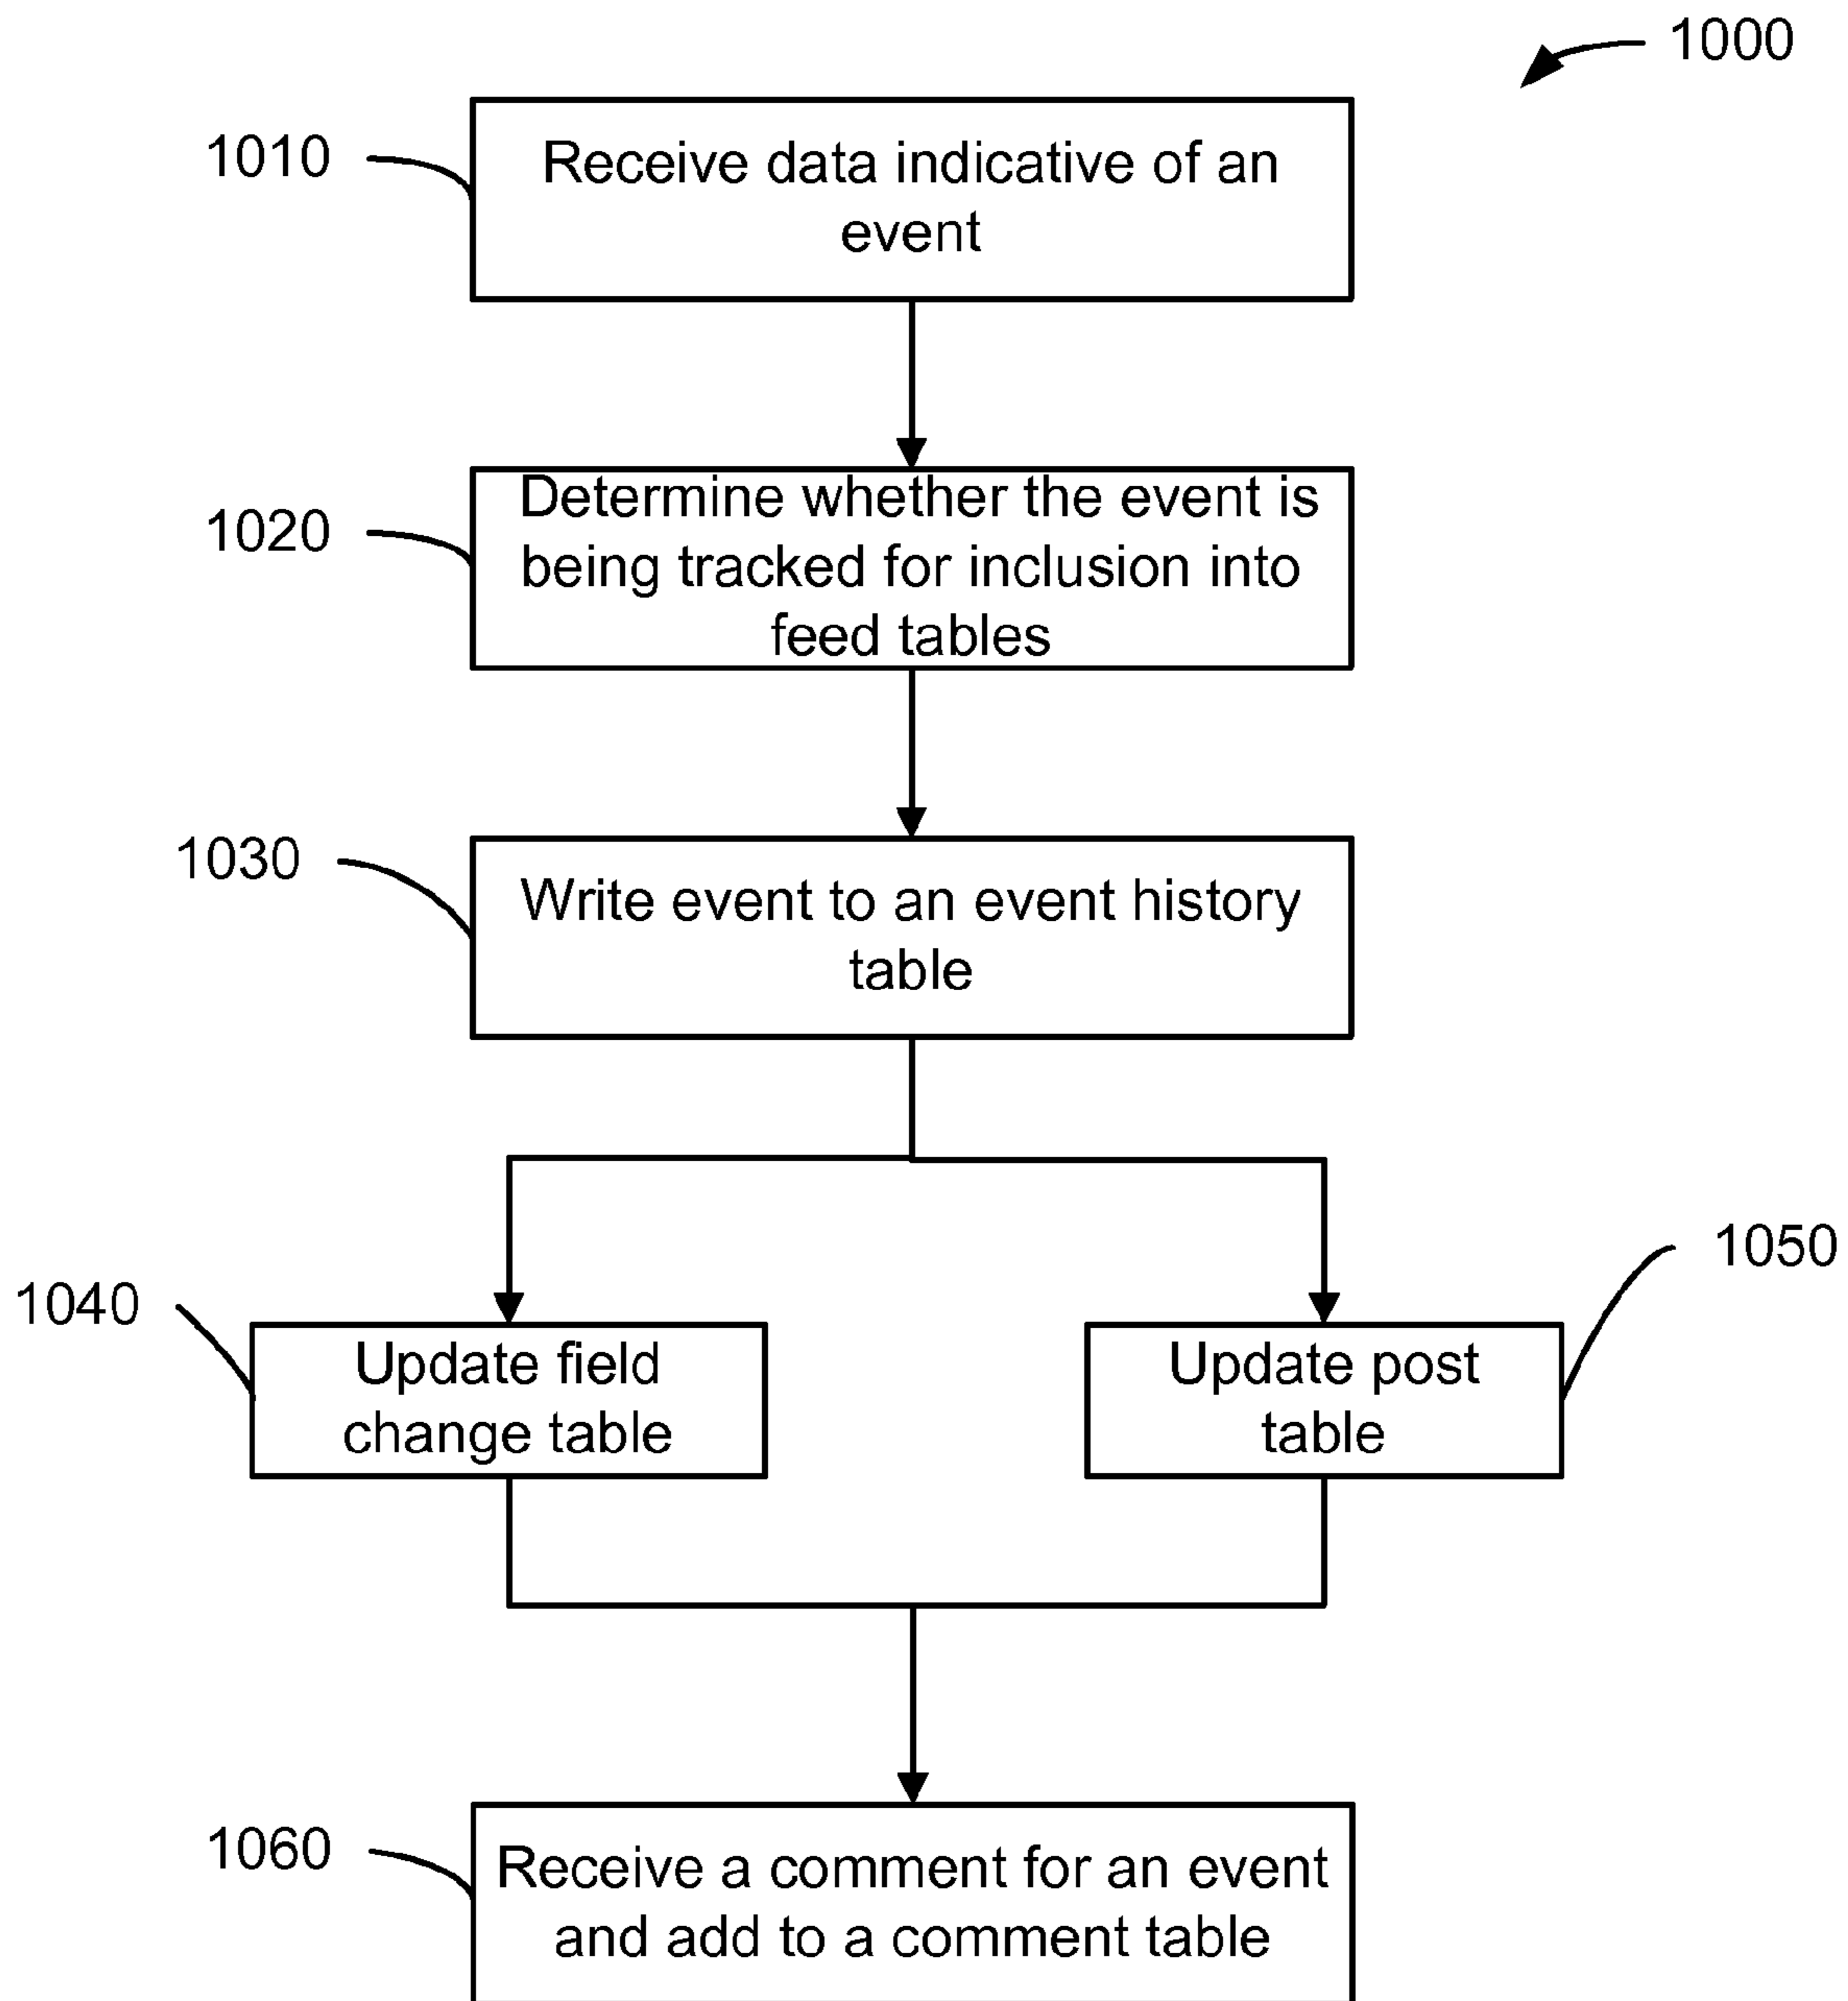 1000
1010
Receive data indicative of an
event
1020
Determine whether the event is
being tracked for inclusion into
feed tables
1030
Write event to an event history
table
1040
Update field
change table
1050
Update post
table
1060
Receive a comment for an event
and add to a comment table